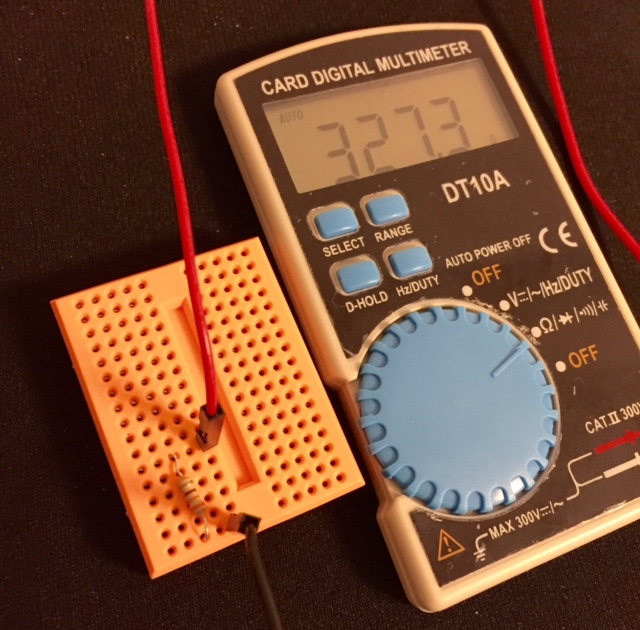 CARD DIGITAL MULTIMETER
AUTO
327.3 Ω
DT10A
SELECT
RANGE
D-HOLD
Hz/DUTY
AUTO POWER OFF
CE
OFF
V⎓/~/Hz/DUTY
Ω/
OFF
CAT.II 300V
MAX 300V⎓/~